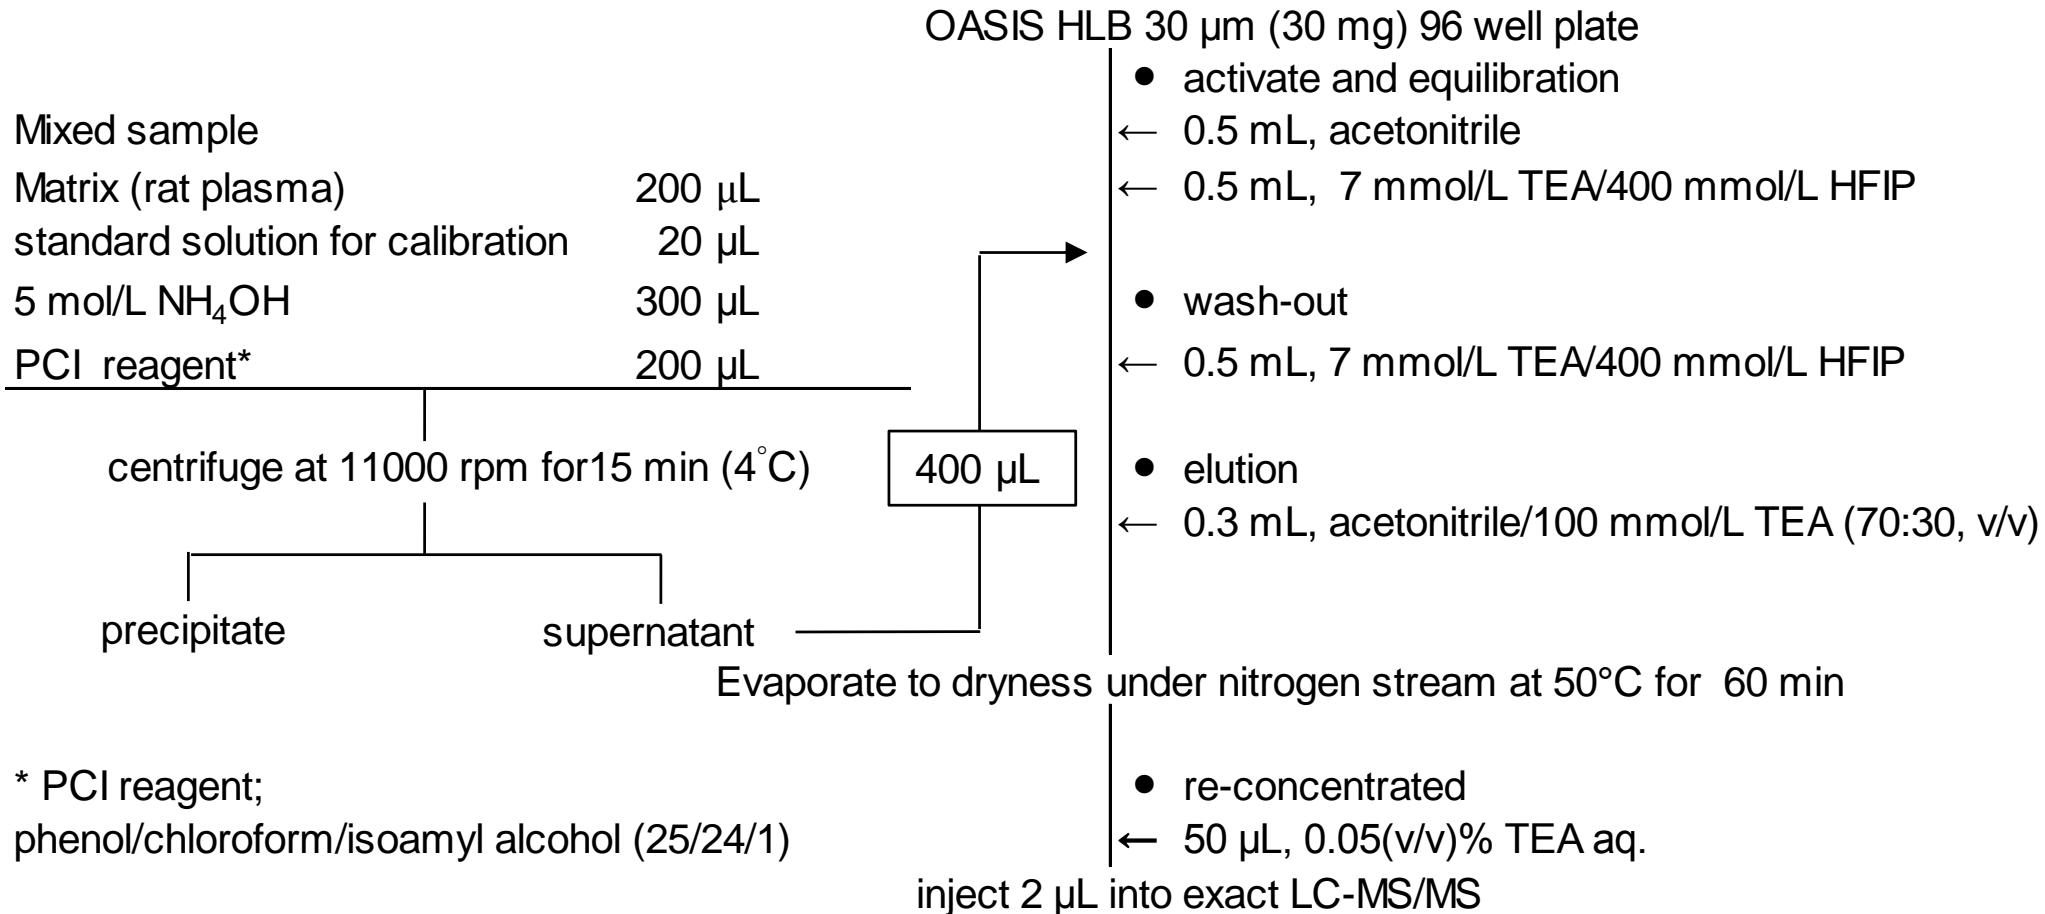 OASIS HLB 30 µm (30 mg) 96 well plate
● activate and equilibration
Mixed sample
← 0.5 mL, acetonitrile
Matrix (rat plasma) 200 µL
← 0.5 mL, 7 mmol/L TEA/400 mmol/L HFIP
standard solution for calibration 20 µL
5 mol/L NH₄OH 300 µL
● wash-out
PCI reagent* 200 µL
← 0.5 mL, 7 mmol/L TEA/400 mmol/L HFIP
centrifuge at 11000 rpm for15 min (4°C)
400 µL
● elution
← 0.3 mL, acetonitrile/100 mmol/L TEA (70:30, v/v)
precipitate
supernatant
Evaporate to dryness under nitrogen stream at 50°C for 60 min
* PCI reagent;
phenol/chloroform/isoamyl alcohol (25/24/1)
● re-concentrated
← 50 µL, 0.05(v/v)% TEA aq.
inject 2 µL into exact LC-MS/MS